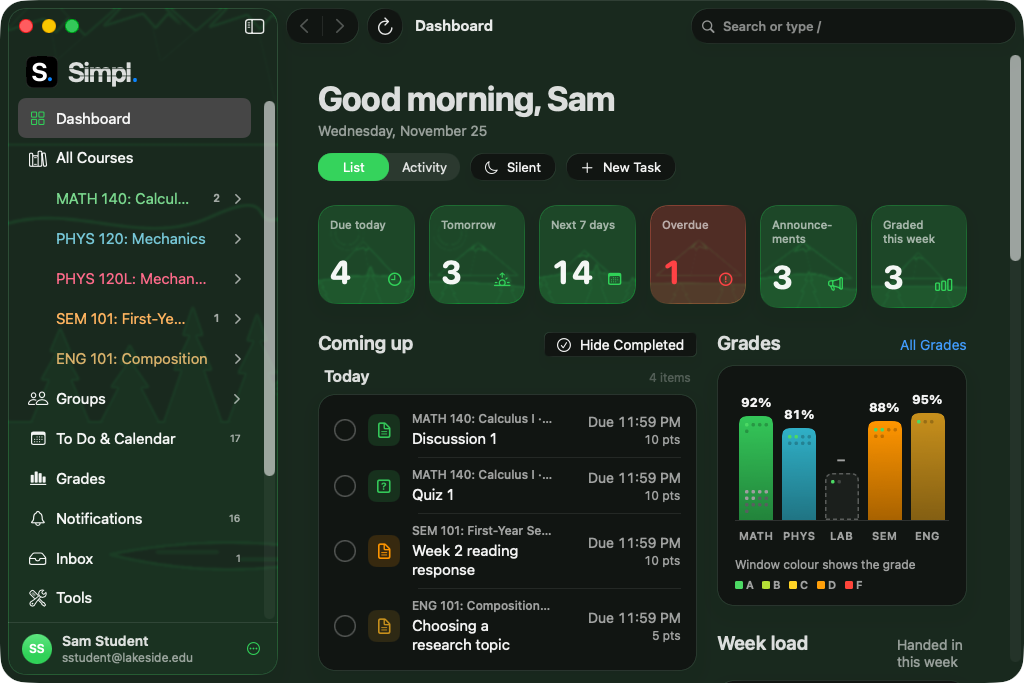 Dashboard
Search or type /
S. Simpl.
Dashboard
All Courses
MATH 140: Calcul... 2
PHYS 120: Mechanics
PHYS 120L: Mechan...
SEM 101: First-Ye... 1
ENG 101: Composition
Groups
To Do & Calendar 17
Grades
Notifications 16
Inbox 1
Tools
SS
Sam Student
sstudent@lakeside.edu
Good morning, Sam
Wednesday, November 25
List Activity Silent New Task
Due today
4
Tomorrow
3
Next 7 days
14
Overdue
1
Announce-
ments
3
Graded
this week
3
Coming up
Hide Completed
Today
4 items
MATH 140: Calculus I ·...
Discussion 1
Due 11:59 PM
10 pts
MATH 140: Calculus I ·...
Quiz 1
Due 11:59 PM
10 pts
SEM 101: First-Year Se...
Week 2 reading
response
Due 11:59 PM
10 pts
ENG 101: Composition...
Choosing a
research topic
Due 11:59 PM
5 pts
Grades
All Grades
92% 81% – 88% 95%
MATH PHYS LAB SEM ENG
Window colour shows the grade
A B C D F
Week load
Handed in
this week